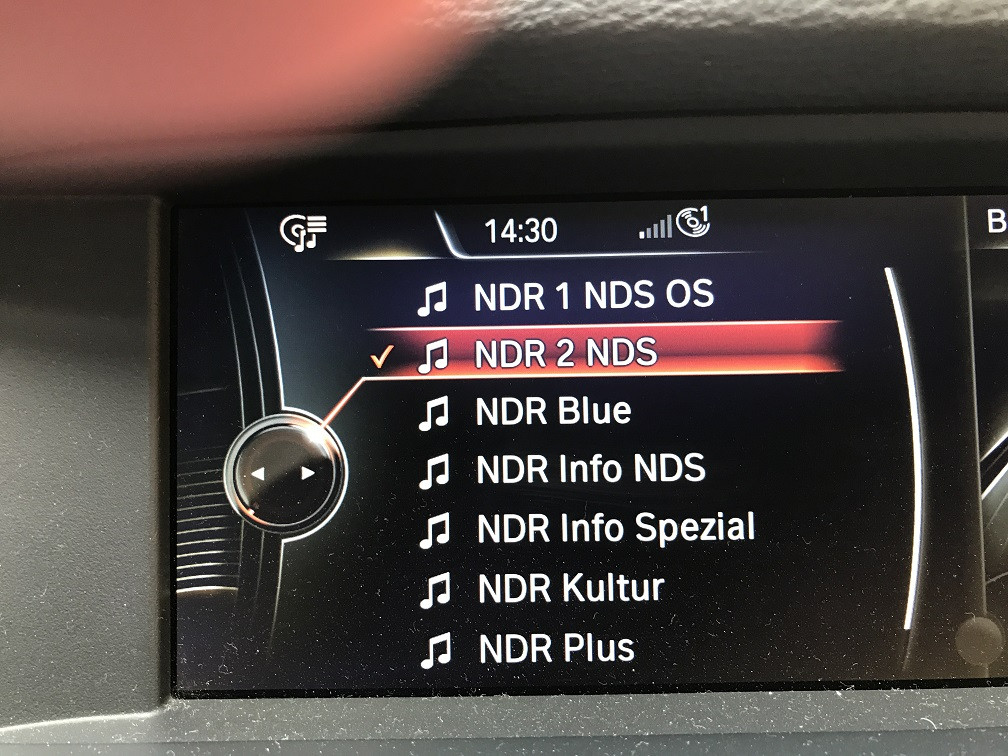 14:30
1
B
NDR 1 NDS OS
NDR 2 NDS
NDR Blue
NDR Info NDS
NDR Info Spezial
NDR Kultur
NDR Plus